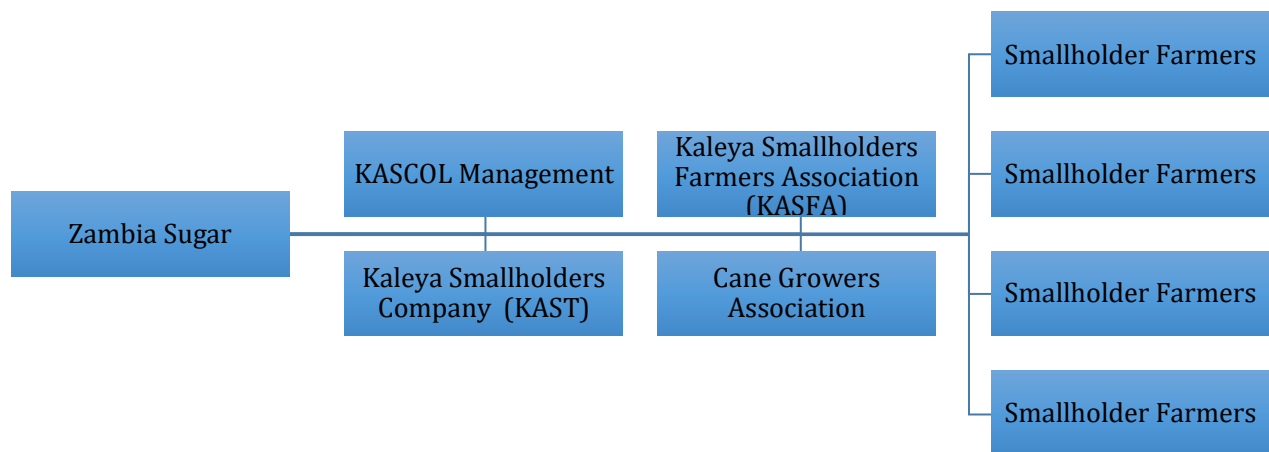 Zambia Sugar
KASCOL Management
Kaleya Smallholders
Company (KAST)
Kaleya Smallholders
Farmers Association
(KASFA)
Cane Growers
Association
Smallholder Farmers
Smallholder Farmers
Smallholder Farmers
Smallholder Farmers